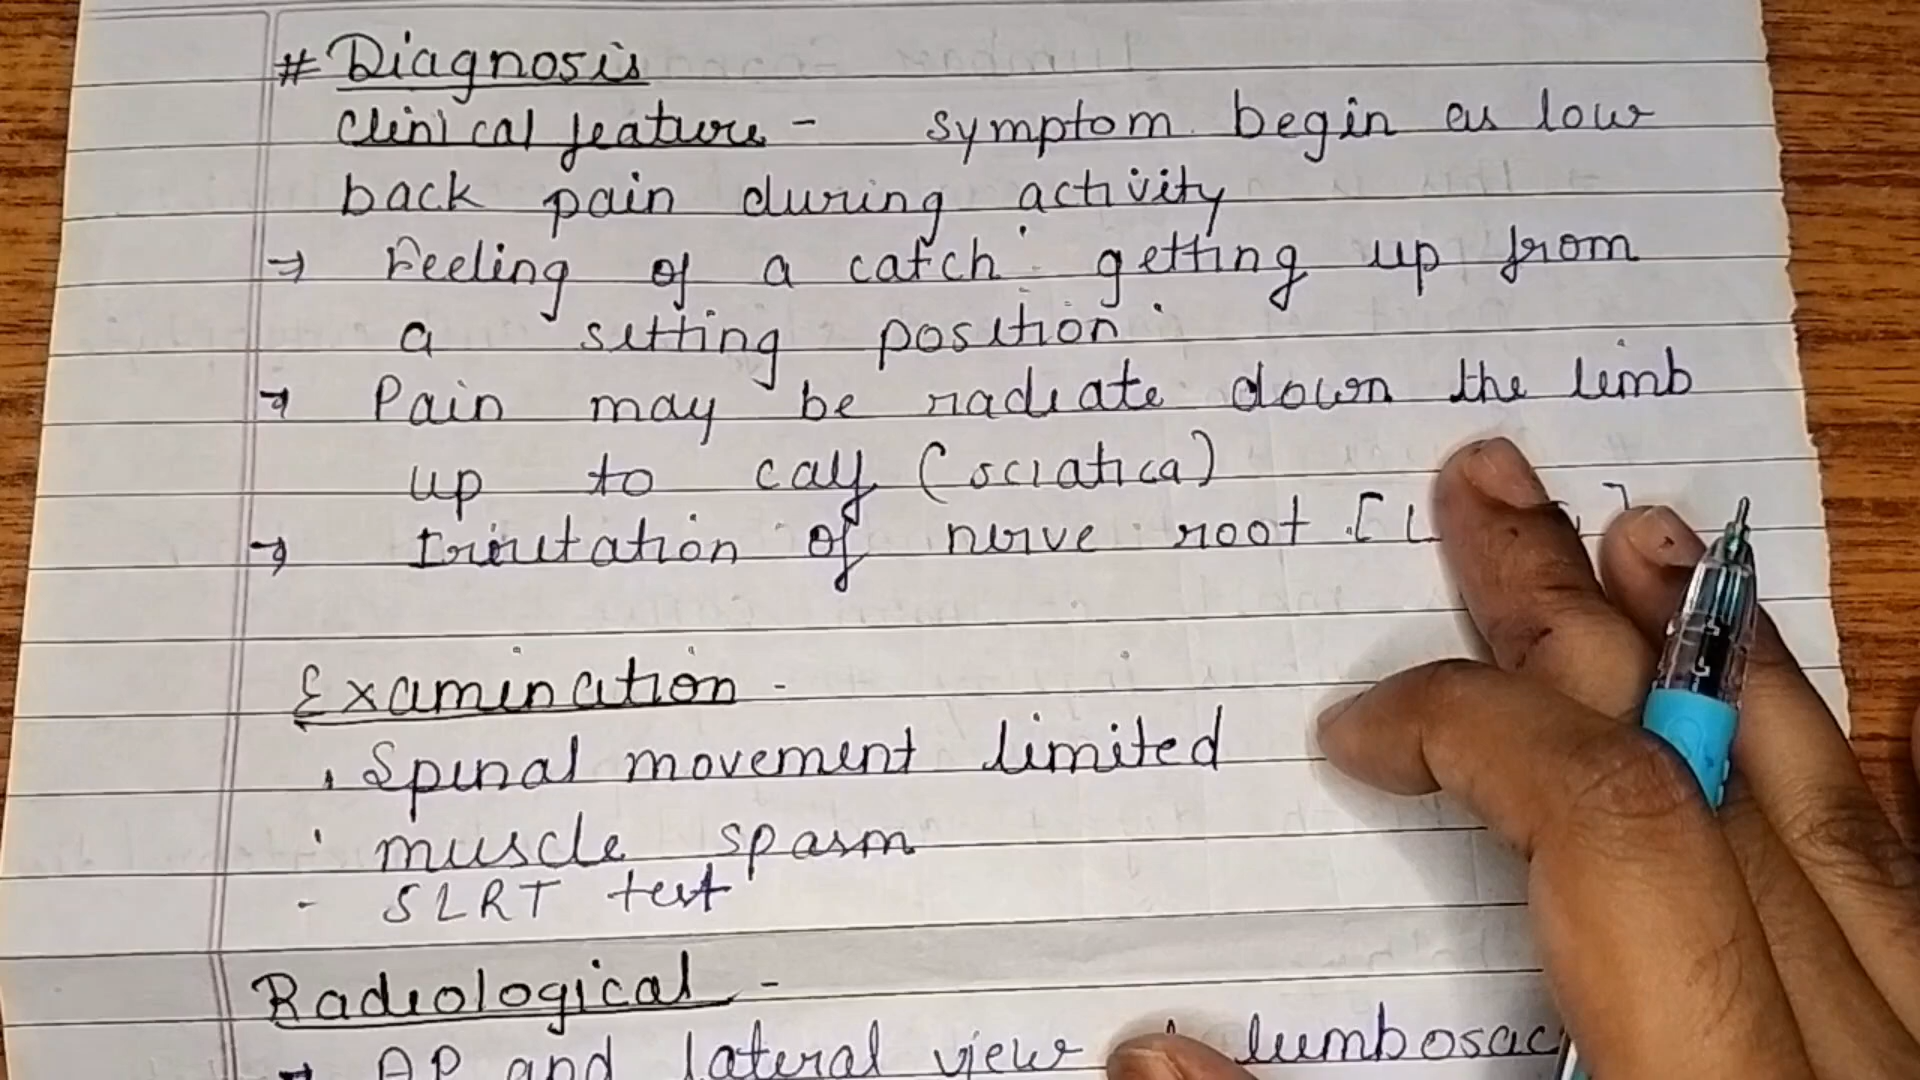 # Diagnosis
Clinical feature - symptom begin as low
back pain during activity
→ Feeling of a catch getting up from
a sitting position
→ Pain may be radiate down the limb
up to calf (sciatica)
→ Irritation of nerve root [L ]
Examination -
. Spinal movement limited
. muscle spasm
- SLRT test
Radiological -
→ AP and lateral view lumbosac